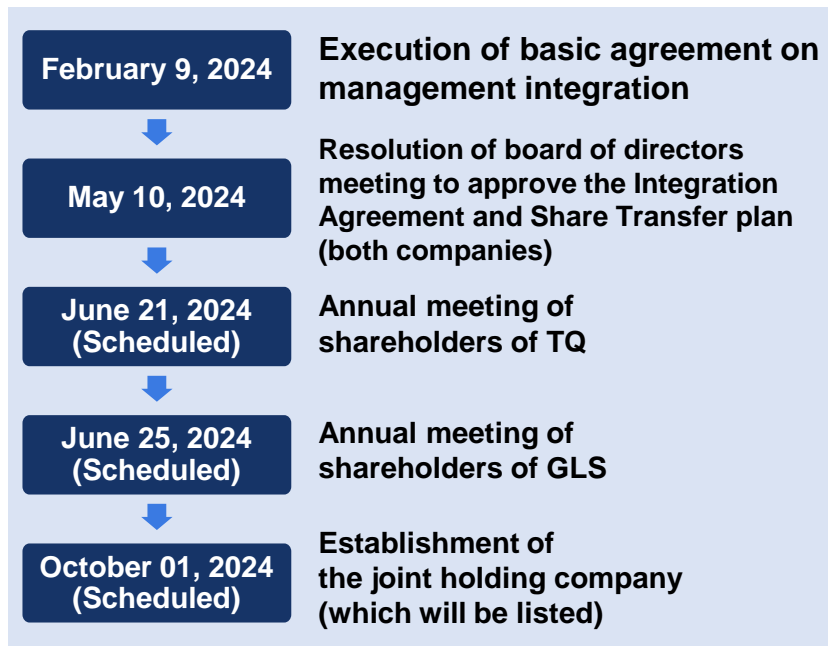 February 9, 2024
Execution of basic agreement on
management integration
May 10, 2024
Resolution of board of directors
meeting to approve the Integration
Agreement and Share Transfer plan
(both companies)
June 21, 2024
(Scheduled)
Annual meeting of
shareholders of TQ
June 25, 2024
(Scheduled)
Annual meeting of
shareholders of GLS
October 01, 2024
(Scheduled)
Establishment of
the joint holding company
(which will be listed)